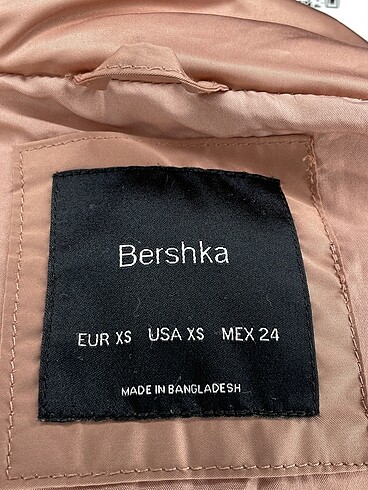 Bershka
EUR XS USA XS MEX 24
MADE IN BANGLADESH